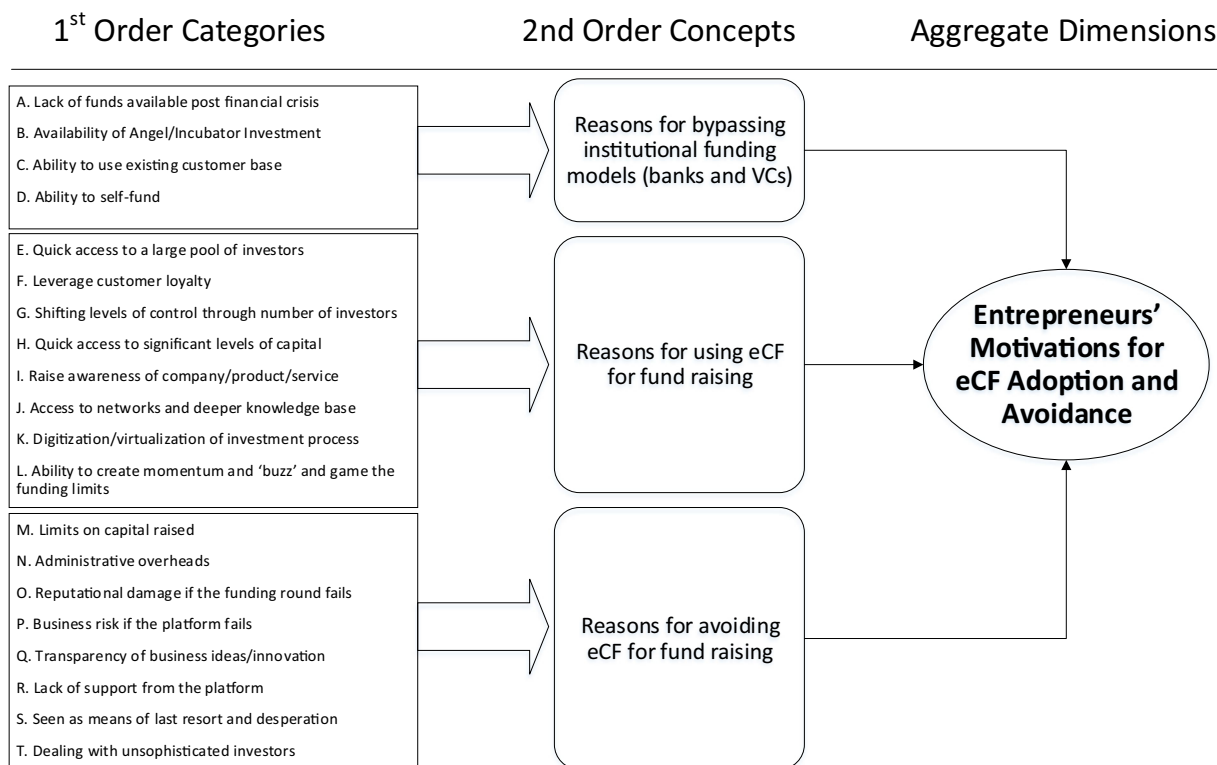 1st Order Categories
2nd Order Concepts
Aggregate Dimensions
A. Lack of funds available post financial crisis
B. Availability of Angel/Incubator Investment
C. Ability to use existing customer base
D. Ability to self-fund
Reasons for bypassing
institutional funding
models (banks and VCs)
E. Quick access to a large pool of investors
F. Leverage customer loyalty
G. Shifting levels of control through number of investors
H. Quick access to significant levels of capital
I. Raise awareness of company/product/service
J. Access to networks and deeper knowledge base
K. Digitization/virtualization of investment process
L. Ability to create momentum and ‘buzz’ and game the
funding limits
Reasons for using eCF
for fund raising
Entrepreneurs’
Motivations for
eCF Adoption and
Avoidance
M. Limits on capital raised
N. Administrative overheads
O. Reputational damage if the funding round fails
P. Business risk if the platform fails
Q. Transparency of business ideas/innovation
R. Lack of support from the platform
S. Seen as means of last resort and desperation
T. Dealing with unsophisticated investors
Reasons for avoiding
eCF for fund raising